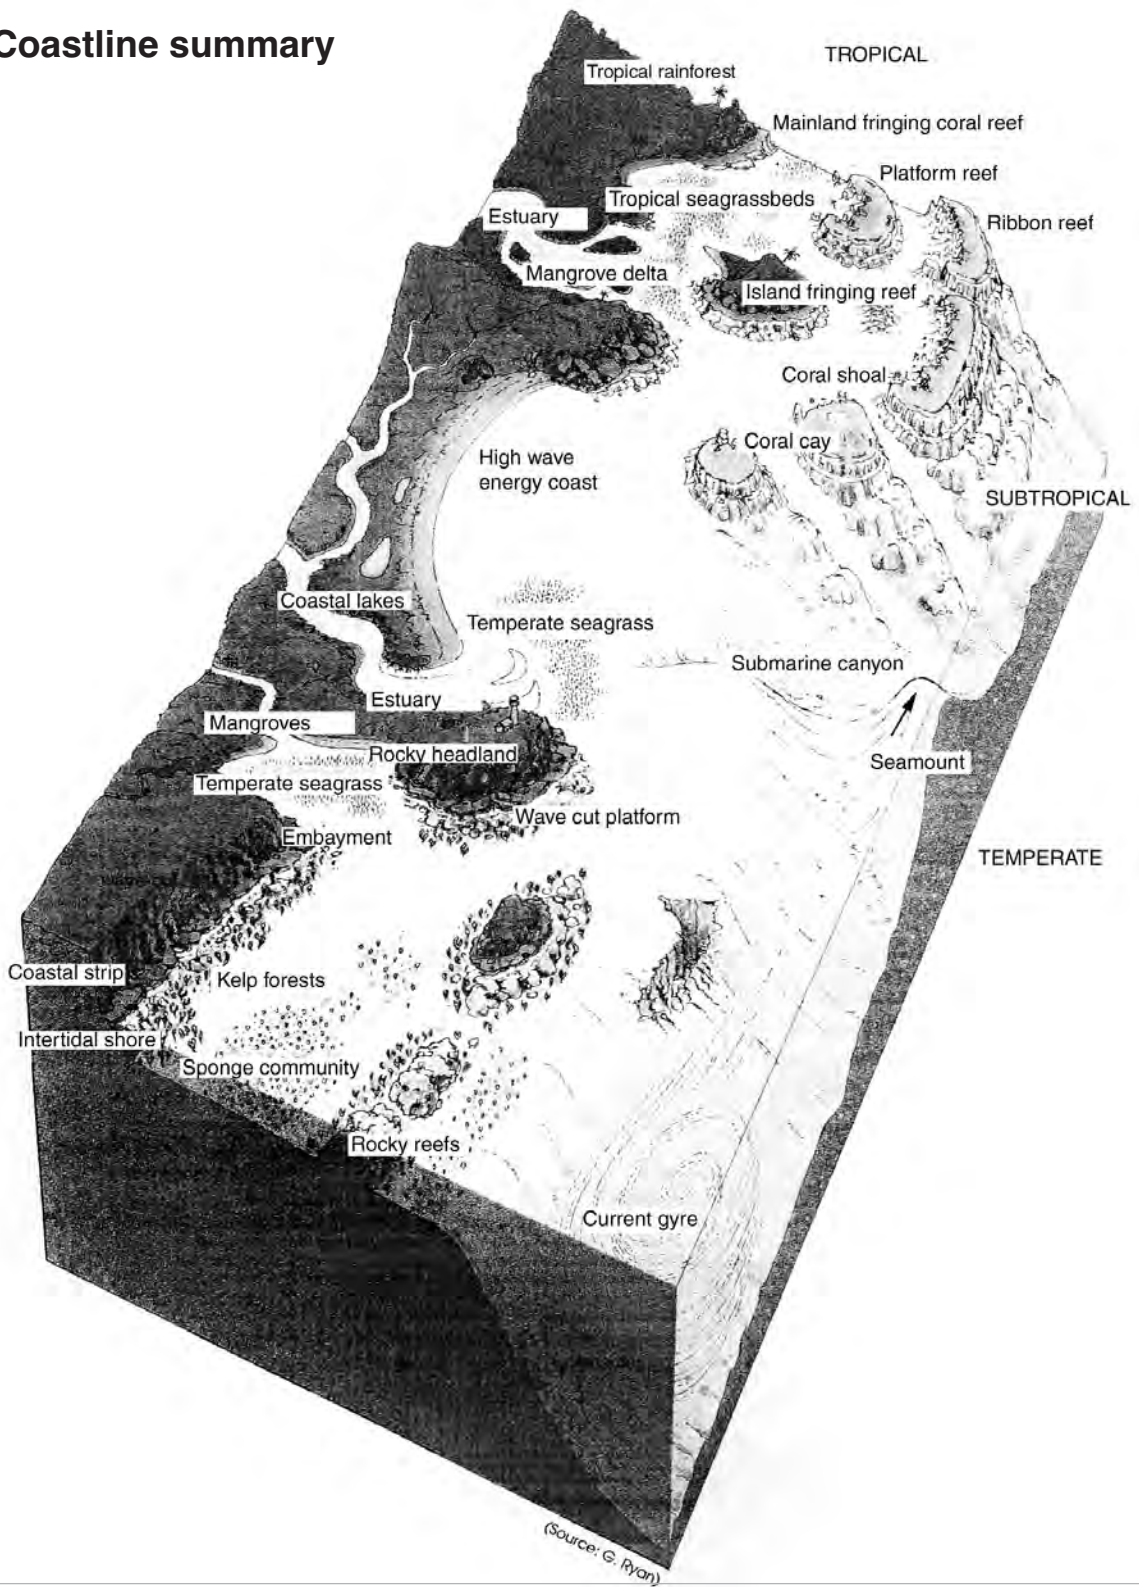 Coastline summary
TROPICAL
Tropical rainforest
Mainland fringing coral reef
Platform reef
Tropical seagrassbeds
Estuary
Ribbon reef
Mangrove delta
Island fringing reef
Coral shoal
Coral cay
High wave
energy coast
SUBTROPICAL
Coastal lakes
Temperate seagrass
Submarine canyon
Estuary
Mangroves
Rocky headland
Seamount
Temperate seagrass
Wave cut platform
Embayment
TEMPERATE
Coastal strip
Kelp forests
Intertidal shore
Sponge community
Rocky reefs
Current gyre
(Source: G. Ryan)